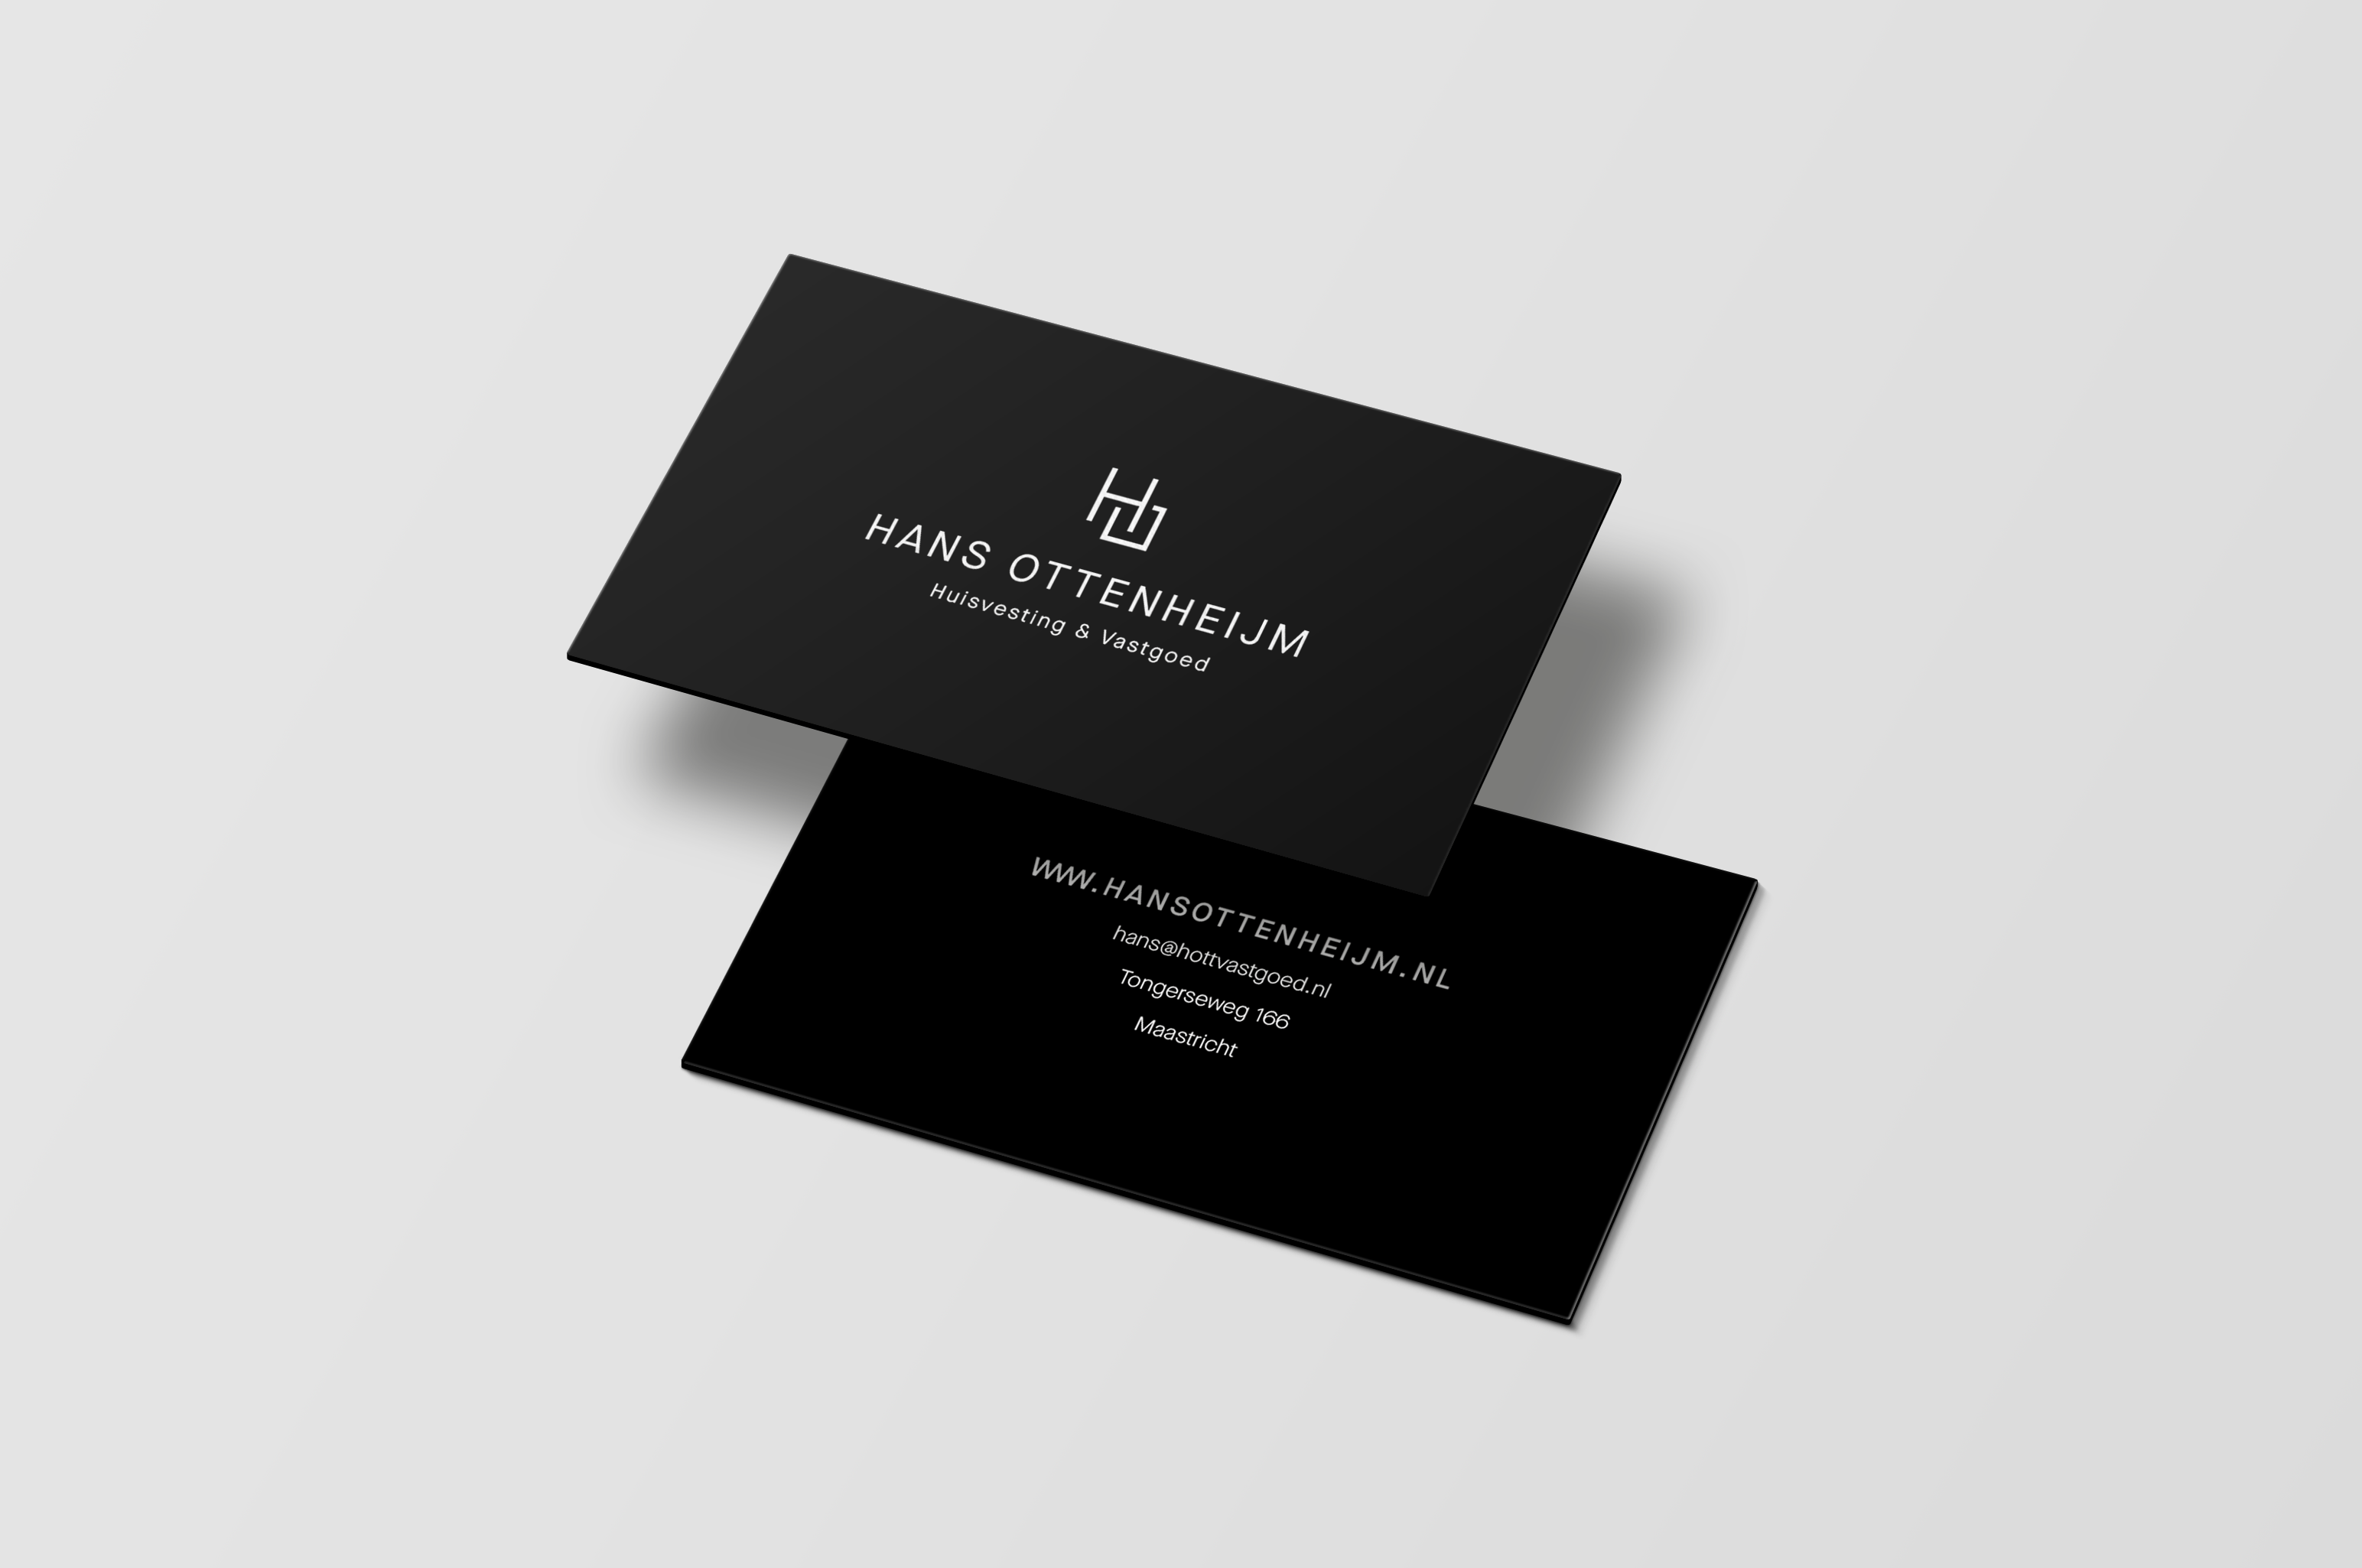 HANS OTTENHEIJM
Huisvesting & Vastgoed
WWW.HANSOTTENHEIJM.NL
hans@hottvastgoed.nl
Tongerseweg 166
Maastricht